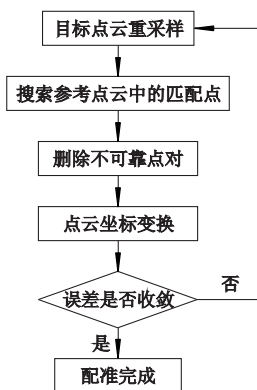 目标点云重采样
搜索参考点云中的匹配点
删除不可靠点对
点云坐标变换
误差是否收敛
否
是
配准完成